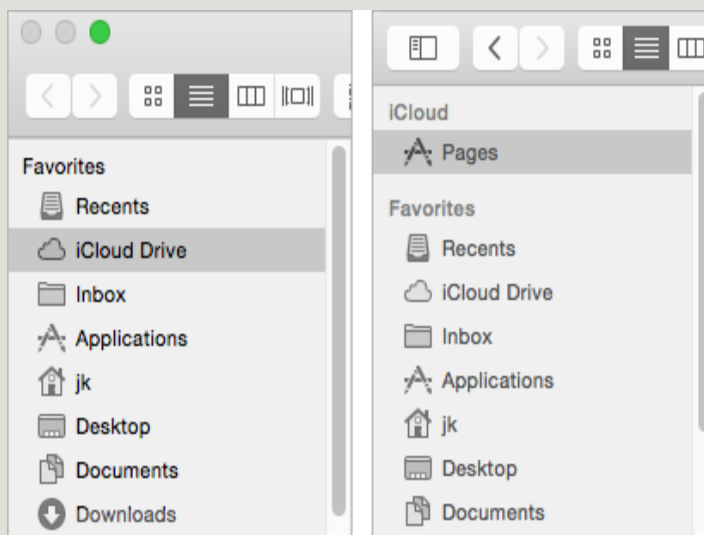 Favorites
Recents
iCloud Drive
Inbox
Applications
jk
Desktop
Documents
Downloads
iCloud
Pages
Favorites
Recents
iCloud Drive
Inbox
Applications
jk
Desktop
Documents